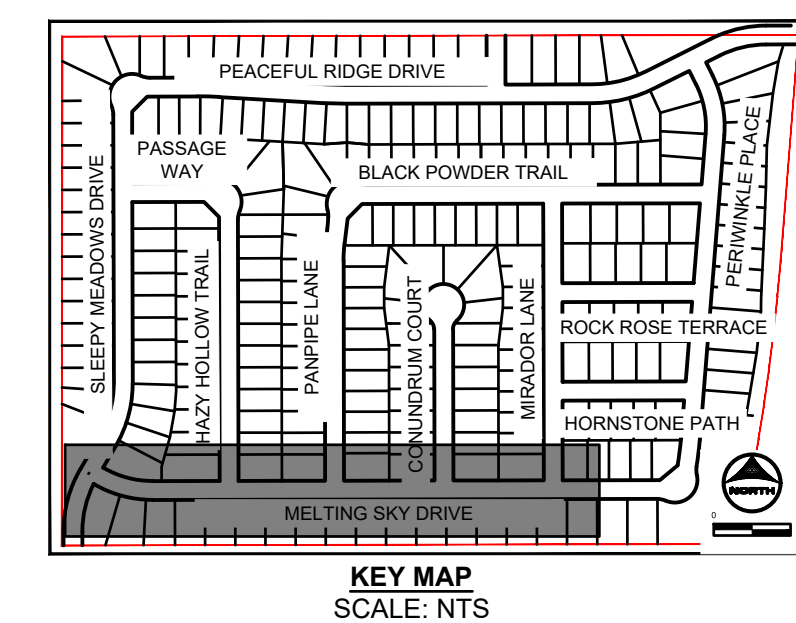 PEACEFUL RIDGE DRIVE
PASSAGE
WAY
BLACK POWDER TRAIL
SLEEPY MEADOWS DRIVE
PERIWINKLE PLACE
HAZY HOLLOW TRAIL
PANPIPE LANE
CONUNDRUM COURT
MIRADOR LANE
ROCK ROSE TERRACE
HORNSTONE PATH
NORTH
0
MELTING SKY DRIVE
KEY MAP
SCALE: NTS